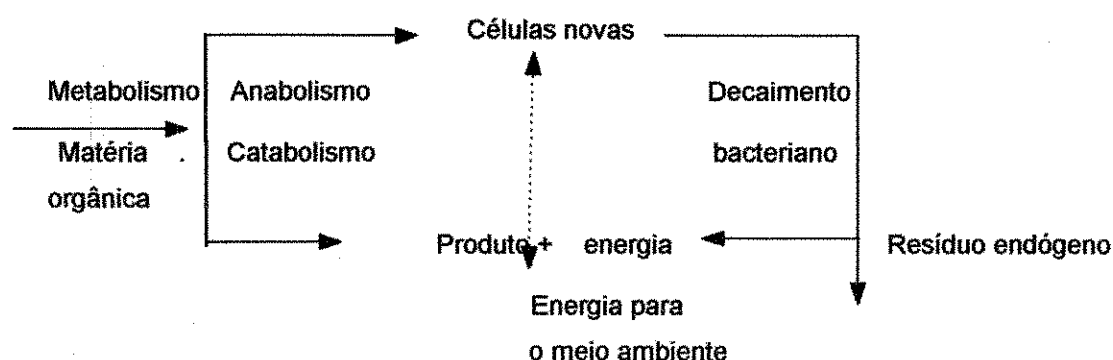 Células novas
Metabolismo Anabolismo Decaimento
Matéria Catabolismo bacteriano
orgânica
Produto + energia Resíduo endógeno
Energia para
o meio ambiente